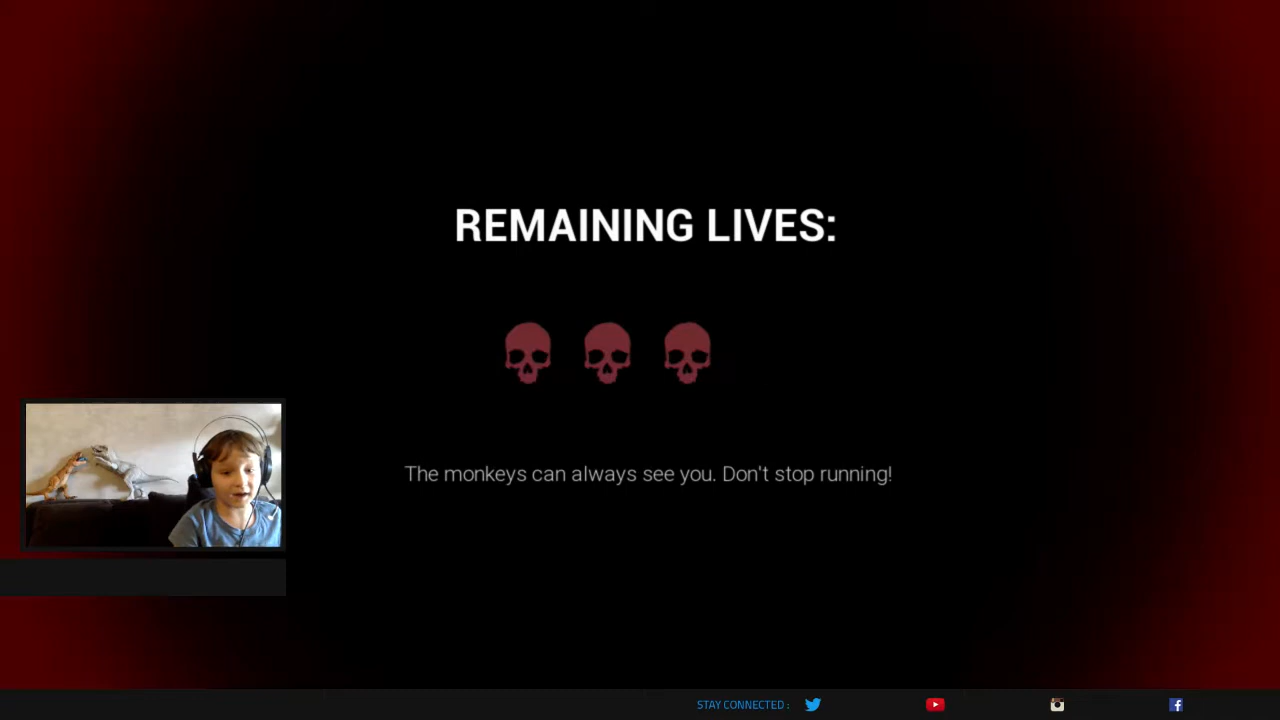 REMAINING LIVES:
The monkeys can always see you. Don't stop running!
STAY CONNECTED :